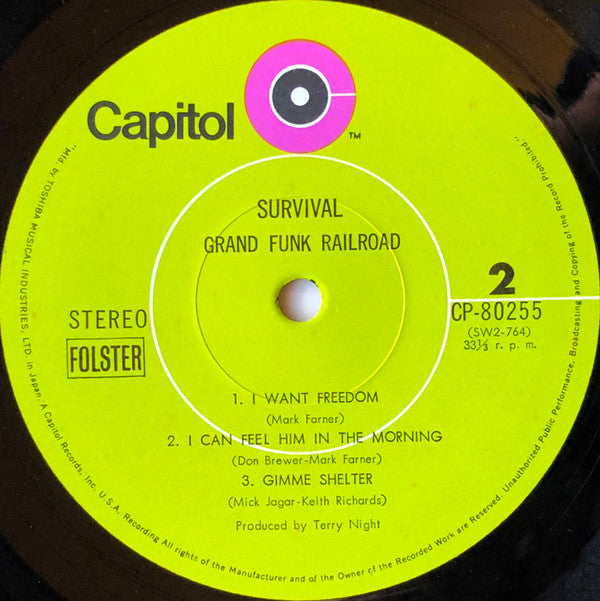 Capitol
TM
SURVIVAL
GRAND FUNK RAILROAD
2
STEREO
CP-80255
(SW2-764)
FOLSTER
33⅓ r. p. m.
1. I WANT FREEDOM
(Mark Farner)
2. I CAN FEEL HIM IN THE MORNING
(Don Brewer-Mark Farner)
3. GIMME SHELTER
(Mick Jagar-Keith Richards)
Produced by Terry Night
"Mfd. by TOSHIBA MUSICAL INDUSTRIES, LTD. in Japan. A Capitol Records, Inc. U.S.A. Recording All rights of the Manufacturer and of the Owner of the Recorded Work are Reserved. Unauthorized Public Performance, Broadcasting and Copying of the Record Prohibited."